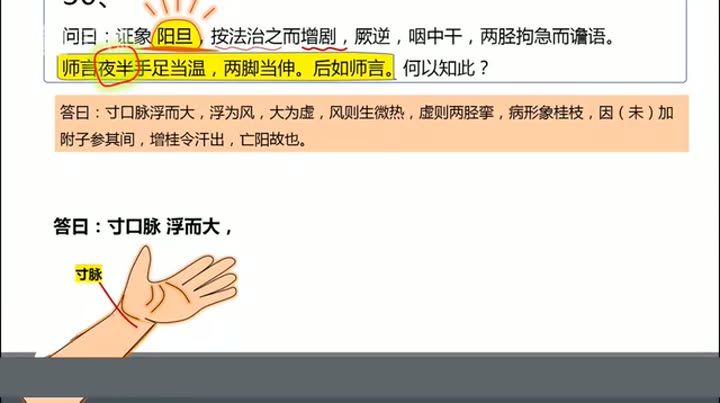 30、
问曰：证象 阳旦，按法治之而增剧，厥逆，咽中干，两胫拘急而谵语。
师言夜半手足当温，两脚当伸。后如师言。何以知此？
答曰：寸口脉浮而大，浮为风，大为虚，风则生微热，虚则两胫挛，病形象桂枝，因（未）加
附子参其间，增桂令汗出，亡阳故也。
答曰：寸口脉 浮而大，
寸脉